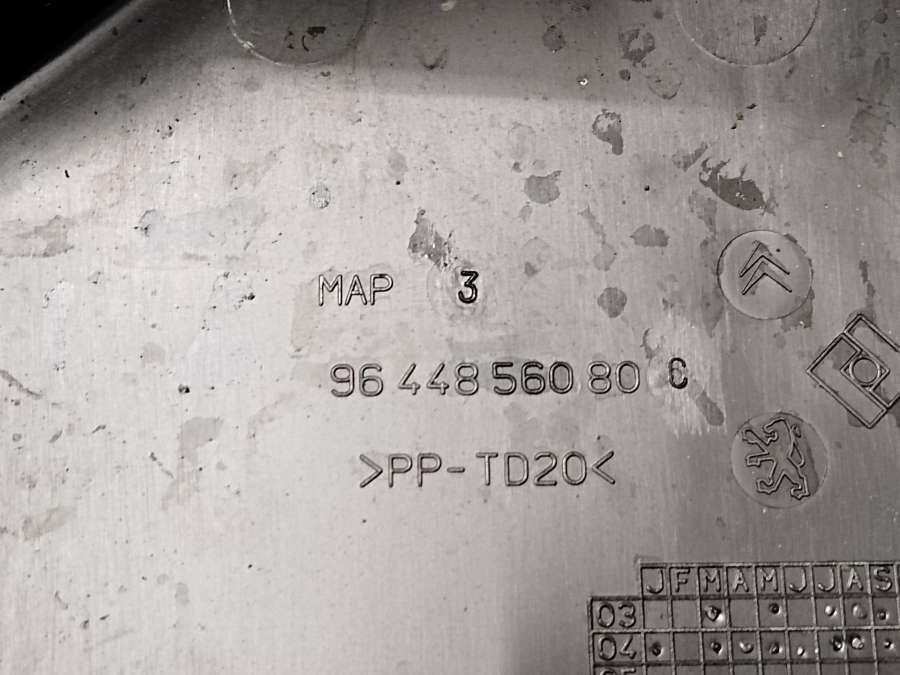 MAP 3
96 448 560 80 C
>PP-TD20<
J F M A M J J A S
03
04